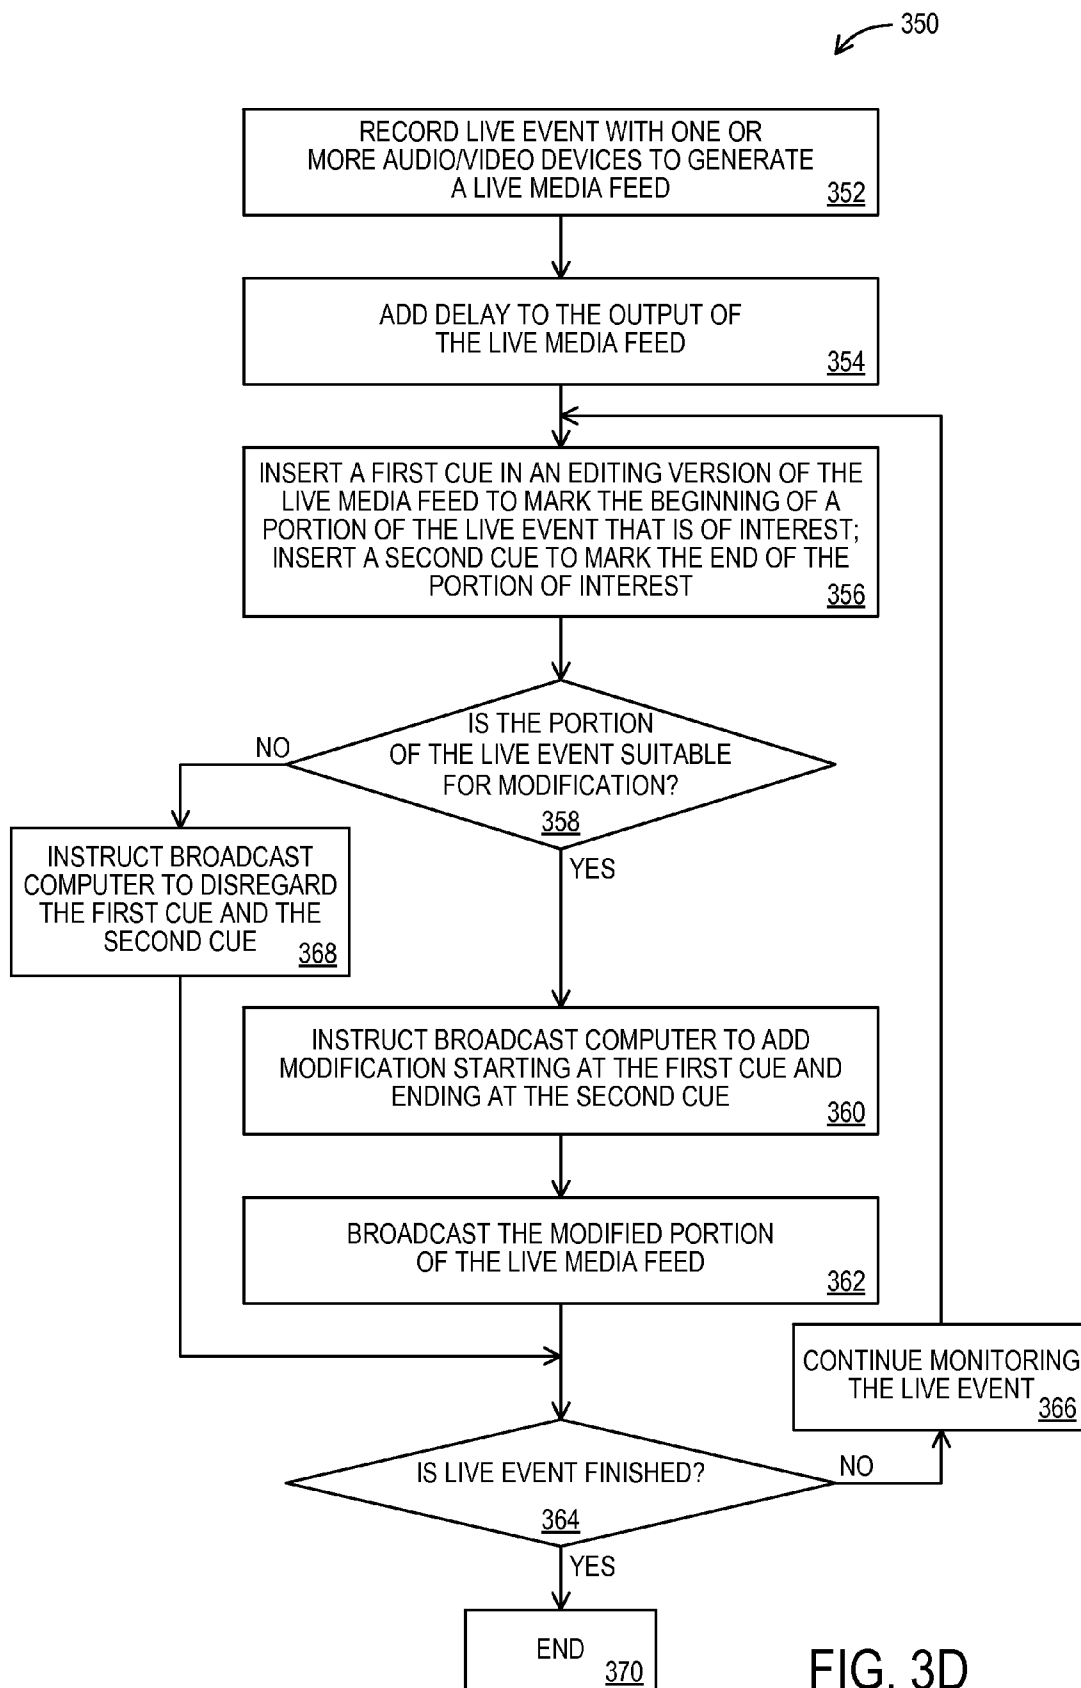 350
RECORD LIVE EVENT WITH ONE OR
MORE AUDIO/VIDEO DEVICES TO GENERATE
A LIVE MEDIA FEED
352
ADD DELAY TO THE OUTPUT OF
THE LIVE MEDIA FEED
354
INSERT A FIRST CUE IN AN EDITING VERSION OF THE
LIVE MEDIA FEED TO MARK THE BEGINNING OF A
PORTION OF THE LIVE EVENT THAT IS OF INTEREST;
INSERT A SECOND CUE TO MARK THE END OF THE
PORTION OF INTEREST
356
IS THE PORTION
OF THE LIVE EVENT SUITABLE
FOR MODIFICATION?
358
NO
YES
INSTRUCT BROADCAST
COMPUTER TO DISREGARD
THE FIRST CUE AND THE
SECOND CUE
368
INSTRUCT BROADCAST COMPUTER TO ADD
MODIFICATION STARTING AT THE FIRST CUE AND
ENDING AT THE SECOND CUE
360
BROADCAST THE MODIFIED PORTION
OF THE LIVE MEDIA FEED
362
CONTINUE MONITORING
THE LIVE EVENT
366
IS LIVE EVENT FINISHED?
364
NO
YES
END
370
FIG. 3D